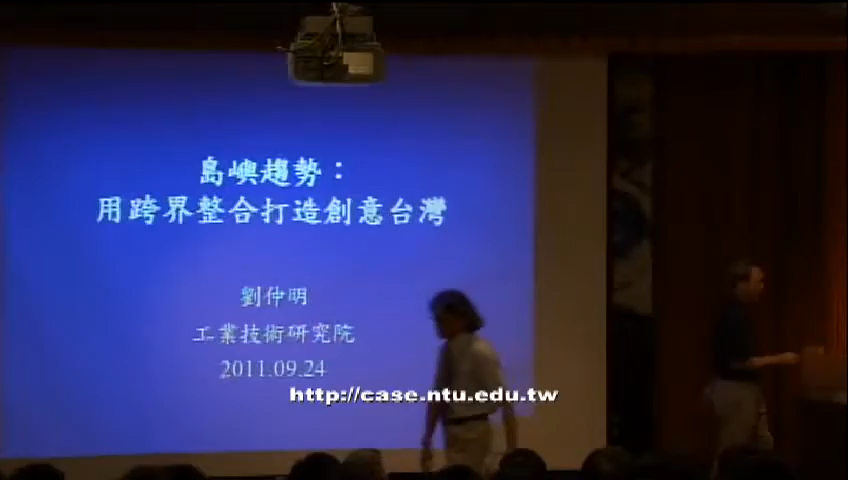 島嶼趨勢：
用跨界整合打造創意台灣
劉仲明
工業技術研究院
2011.09.24
http://case.ntu.edu.tw